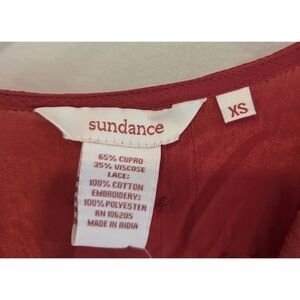 sundance
XS
65% CUPRO
35% VISCOSE
LACE:
100% COTTON
EMBROIDERY:
100% POLYESTER
RN 106205
MADE IN INDIA